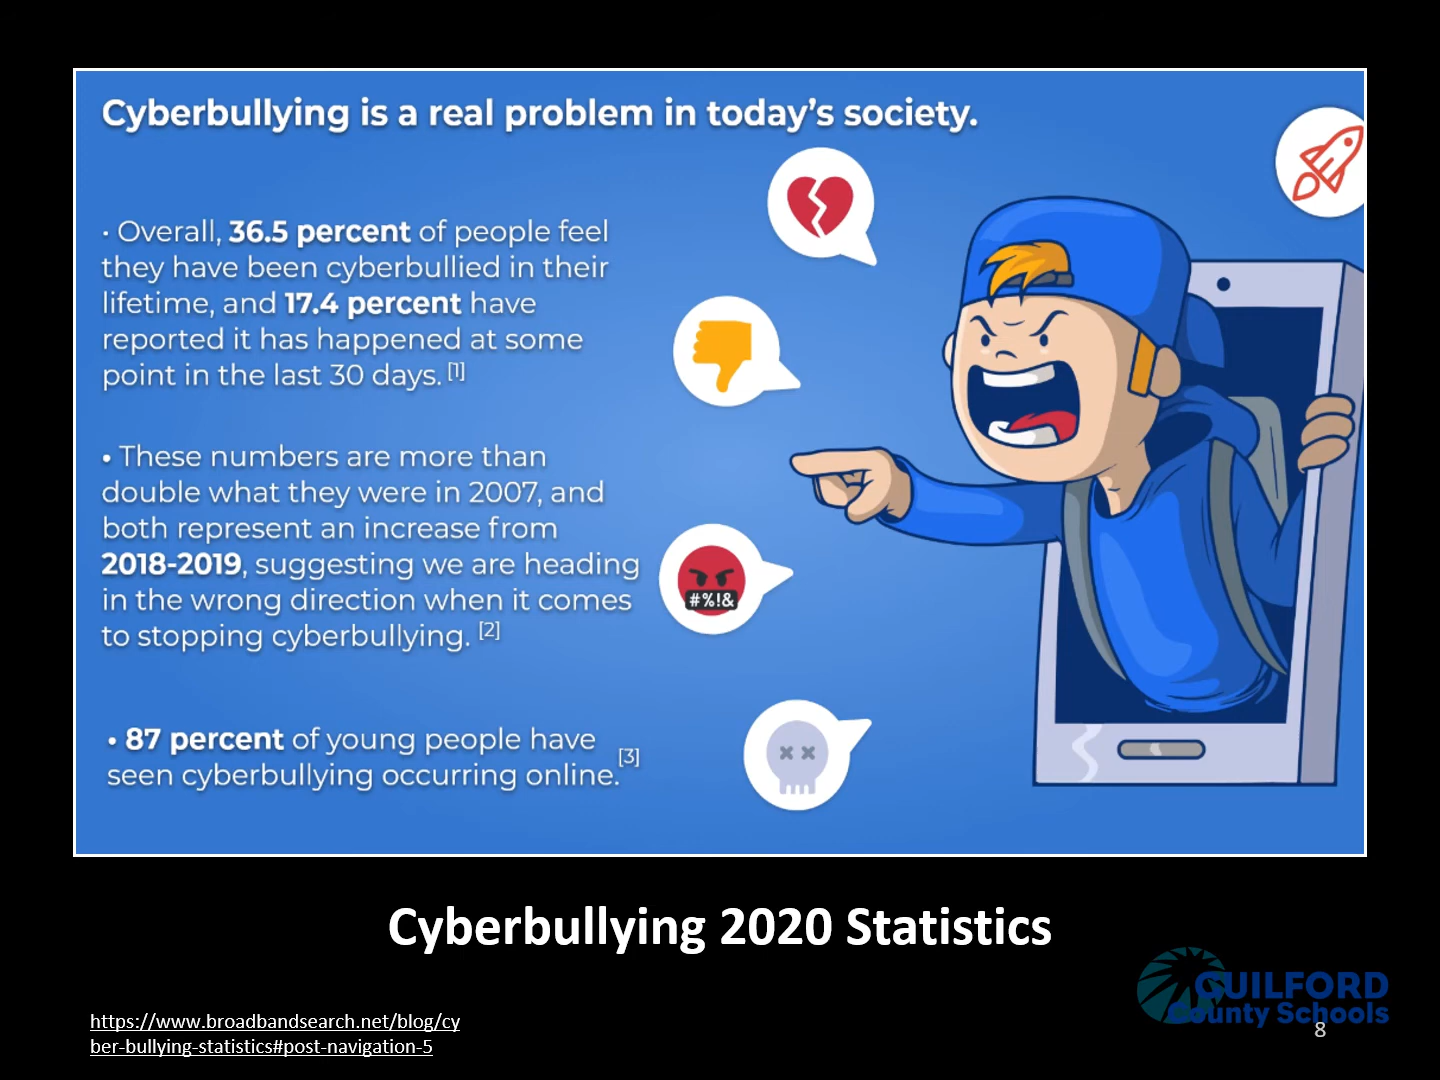 Cyberbullying is a real problem in today's society.
• Overall, 36.5 percent of people feel
they have been cyberbullied in their
lifetime, and 17.4 percent have
reported it has happened at some
point in the last 30 days. [1]
• These numbers are more than
double what they were in 2007, and
both represent an increase from
2018-2019, suggesting we are heading
in the wrong direction when it comes
to stopping cyberbullying. [2]
#%!&
• 87 percent of young people have
seen cyberbullying occurring online. [3]
Cyberbullying 2020 Statistics
GUILFORD
County Schools
https://www.broadbandsearch.net/blog/cy
ber-bullying-statistics#post-navigation-5
8